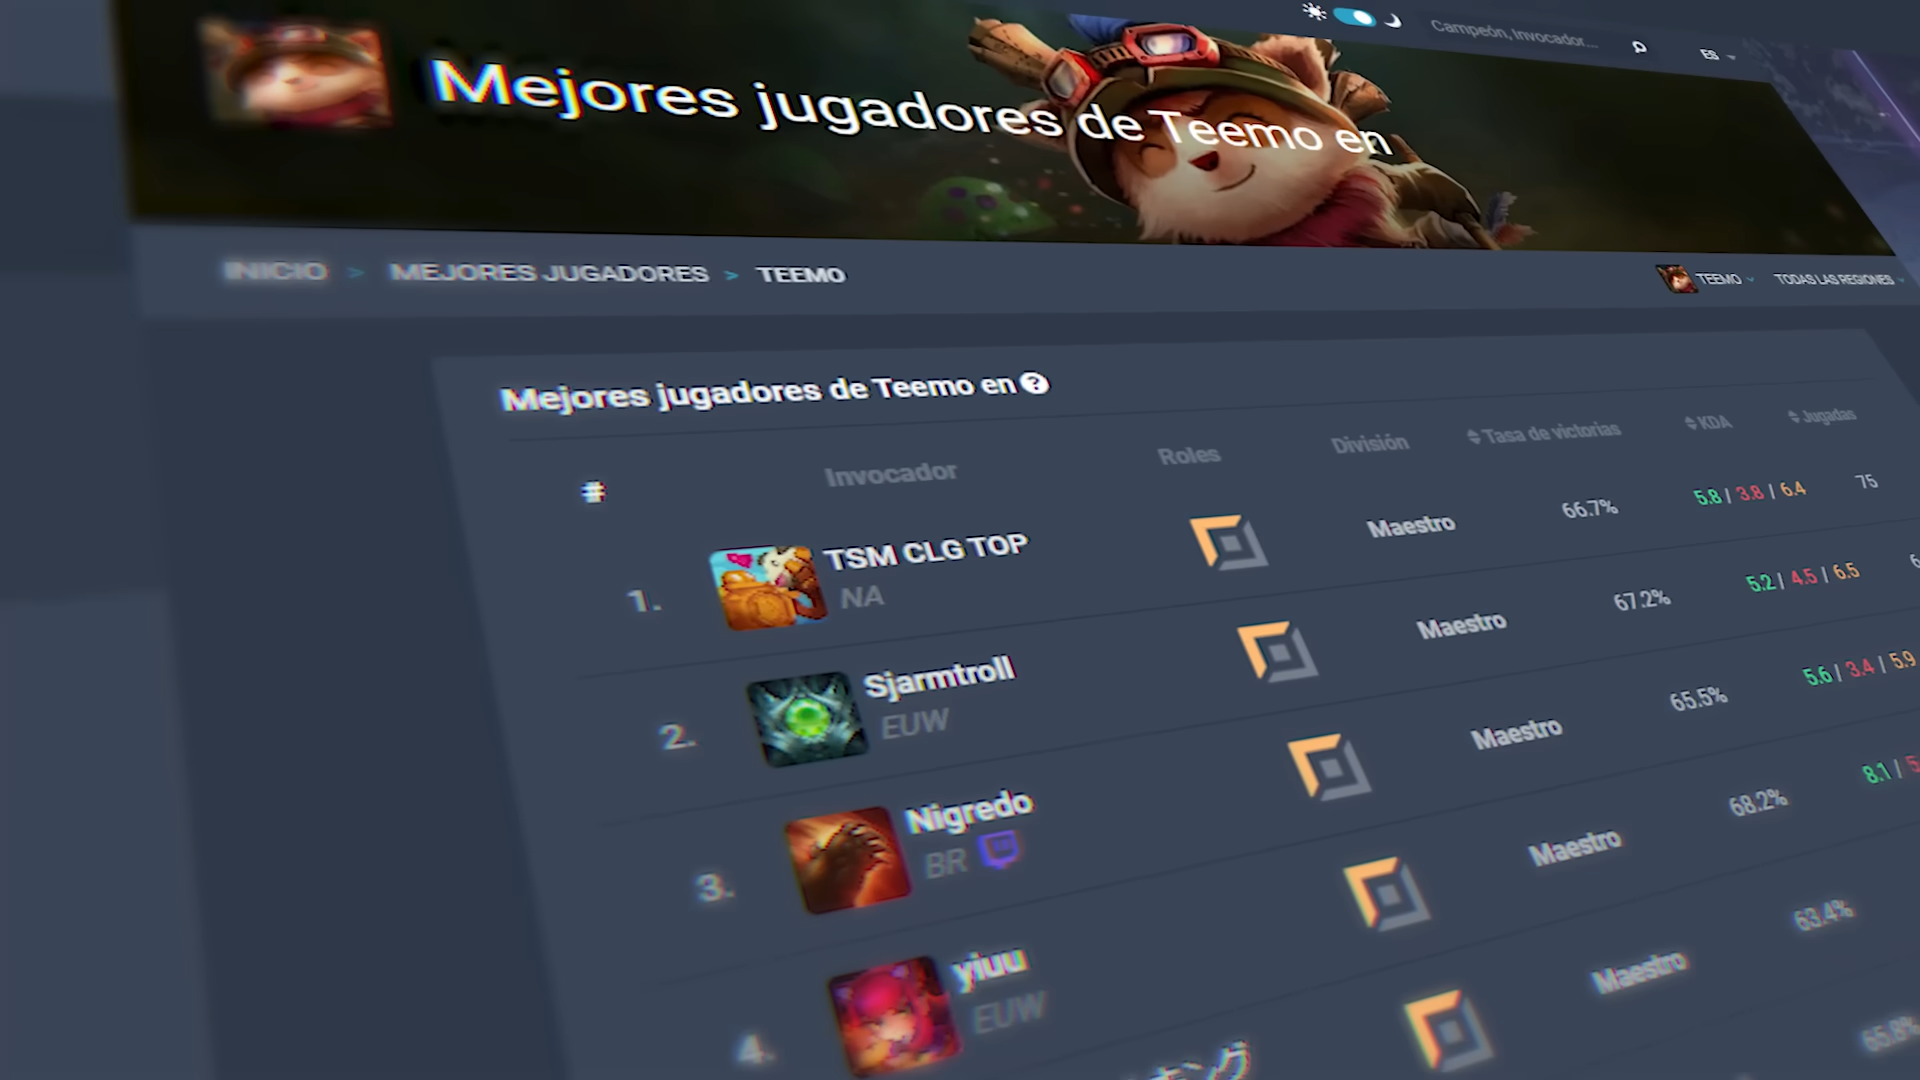 Campeón, Invocador...
ES
Mejores jugadores de Teemo en
INICIO > MEJORES JUGADORES > TEEMO
TEEMO
TODAS LAS REGIONES
Mejores jugadores de Teemo en ?
# Invocador Roles División Tasa de victorias KDA Jugadas
1. TSM CLG TOP Maestro 66.7% 5.8 | 3.8 | 6.4 75
NA
2. Sjarmtroll Maestro 67.2% 5.2 | 4.5 | 6.5
EUW
3. Nigredo Maestro 65.5% 5.6 | 3.4 | 5.9
BR
4. yiuu Maestro 68.2% 8.1 |
EUW
Maestro 63.4%
65.8%